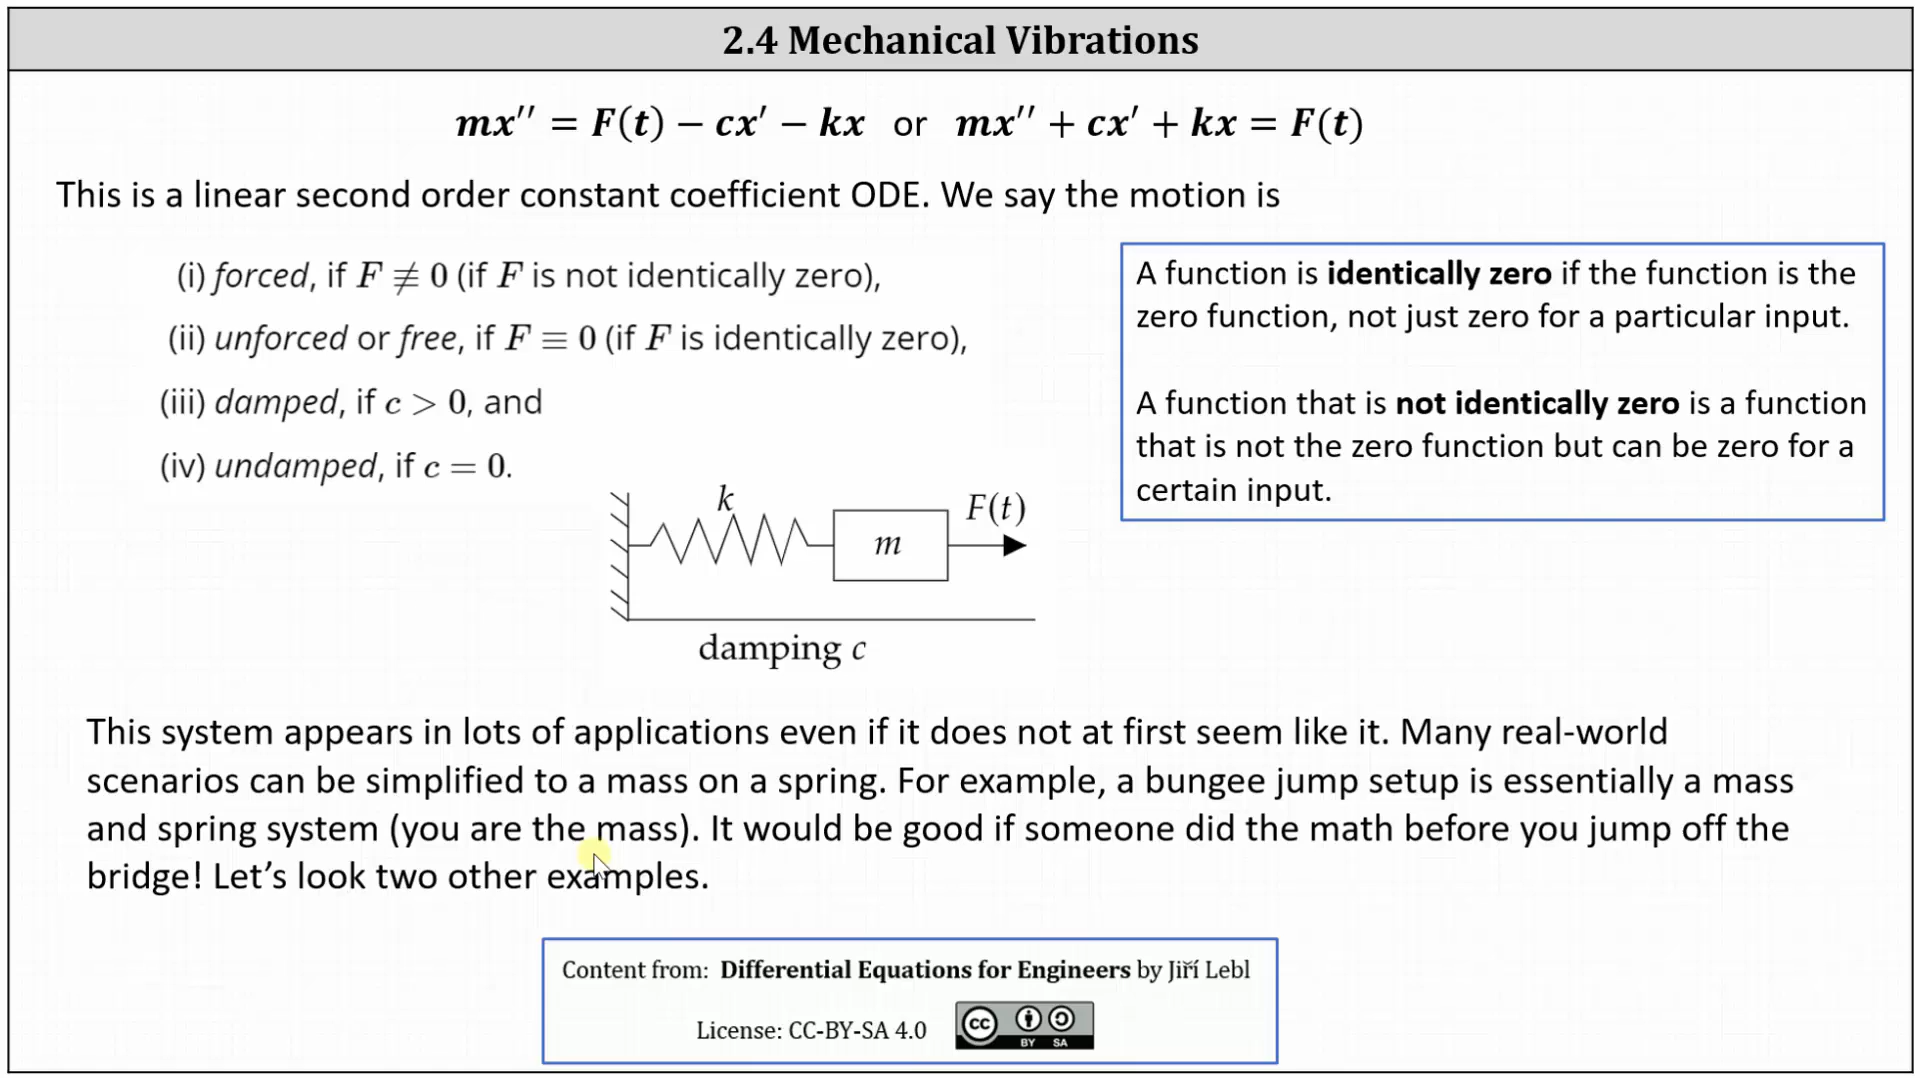 2.4 Mechanical Vibrations
mx′′ = F(t) − cx′ − kx or mx′′ + cx′ + kx = F(t)
This is a linear second order constant coefficient ODE. We say the motion is
(i) forced, if F ≢ 0 (if F is not identically zero),
(ii) unforced or free, if F ≡ 0 (if F is identically zero),
(iii) damped, if c > 0, and
(iv) undamped, if c = 0.
A function is identically zero if the function is the
zero function, not just zero for a particular input.
A function that is not identically zero is a function
that is not the zero function but can be zero for a
certain input.
k
F(t)
m
damping c
This system appears in lots of applications even if it does not at first seem like it. Many real-world
scenarios can be simplified to a mass on a spring. For example, a bungee jump setup is essentially a mass
and spring system (you are the mass). It would be good if someone did the math before you jump off the
bridge! Let’s look two other examples.
Content from: Differential Equations for Engineers by Jiří Lebl
License: CC-BY-SA 4.0
cc
BY SA